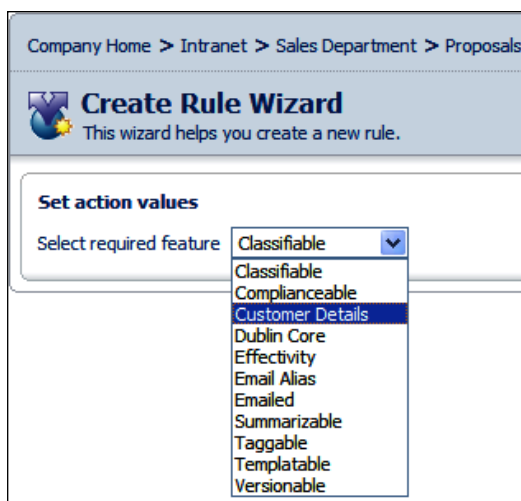 Company Home > Intranet > Sales Department > Proposals
Create Rule Wizard
This wizard helps you create a new rule.
Set action values
Select required feature Classifiable
Classifiable
Complianceable
Customer Details
Dublin Core
Effectivity
Email Alias
Emailed
Summarizable
Taggable
Templatable
Versionable